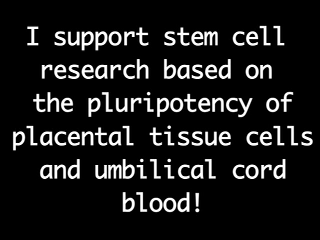 I support stem cell
research based on
the pluripotency of
placental tissue cells
and umbilical cord
blood!